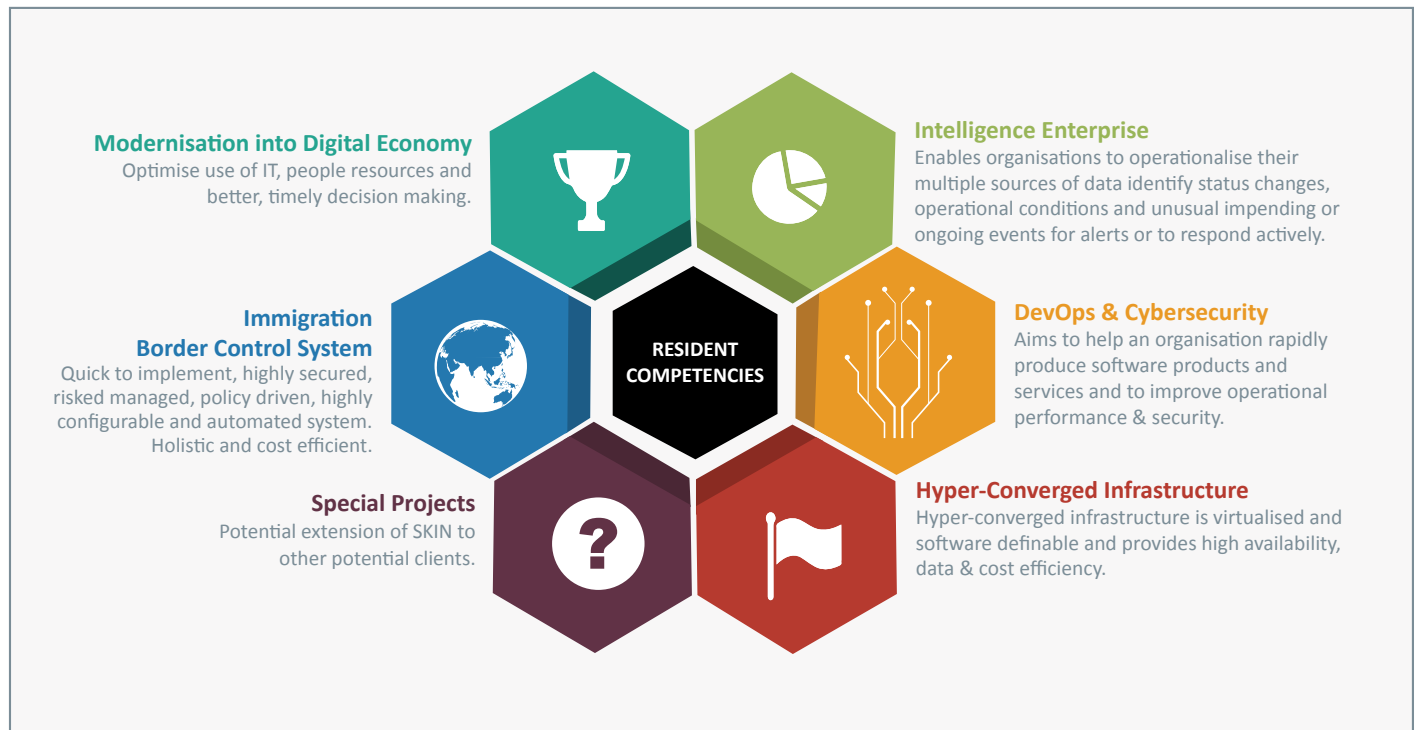 Modernisation into Digital Economy
Optimise use of IT, people resources and
better, timely decision making.
Intelligence Enterprise
Enables organisations to operationalise their
multiple sources of data identify status changes,
operational conditions and unusual impending or
ongoing events for alerts or to respond actively.
Immigration
Border Control System
Quick to implement, highly secured,
risked managed, policy driven, highly
configurable and automated system.
Holistic and cost efficient.
RESIDENT
COMPETENCIES
DevOps & Cybersecurity
Aims to help an organisation rapidly
produce software products and
services and to improve operational
performance & security.
Special Projects
Potential extension of SKIN to
other potential clients.
?
Hyper-Converged Infrastructure
Hyper-converged infrastructure is virtualised and
software definable and provides high availability,
data & cost efficiency.